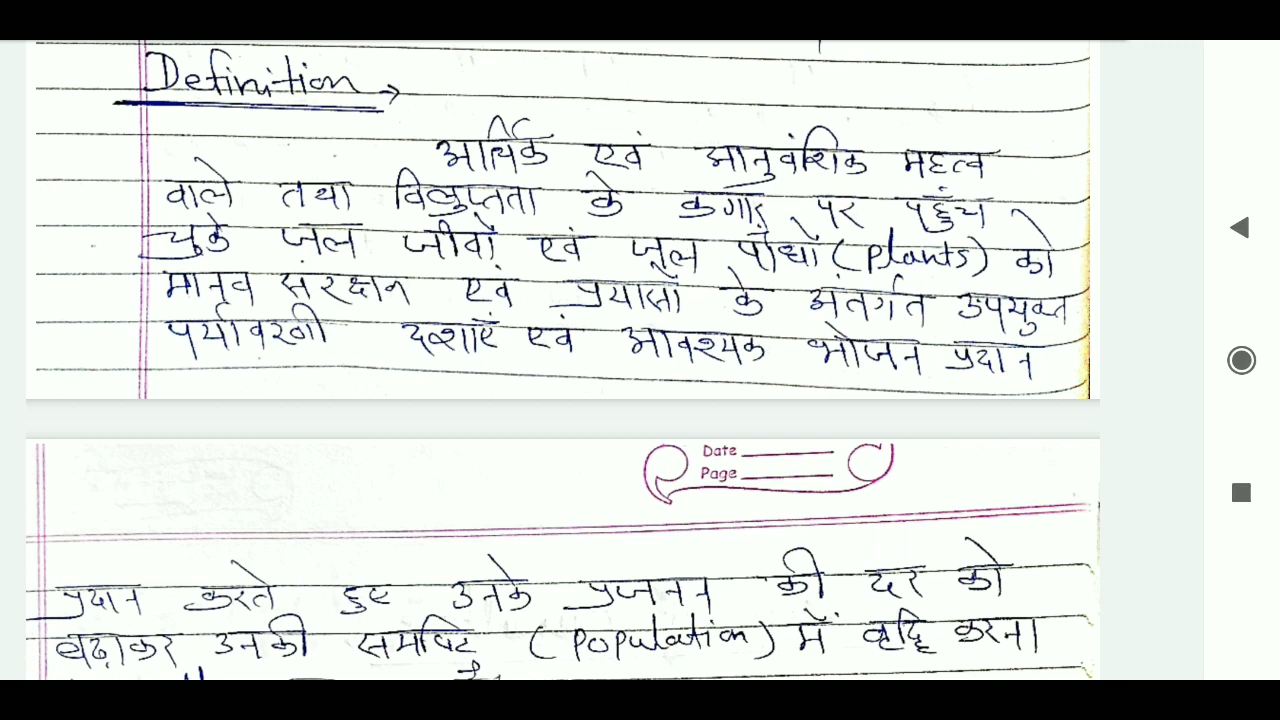 Definition →
आर्थिक एवं आनुवंशिक महत्व
वाले तथा विलुप्तता के कगार पर पहुँच
चुके जल जीवों एवं जल पौधों (plants) को
मानव संरक्षन एवं प्रयासों के अंतर्गत उपयुक्त
पर्यावरनी दशाएँ एवं आवश्यक भोजन प्रदान
Date
Page
प्रदान करते हुए उनके प्रजनन की दर को
बढ़ाकर उनकी समष्टि (population) में वृद्धि करना